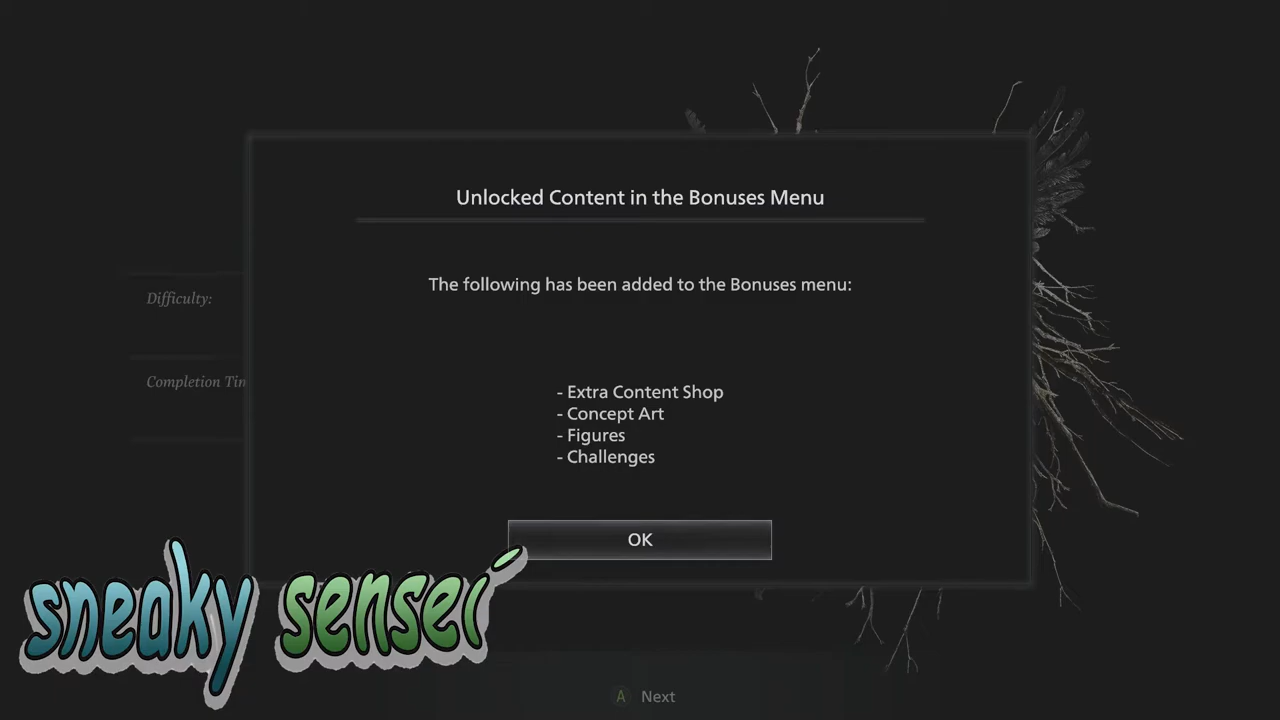 Unlocked Content in the Bonuses Menu
The following has been added to the Bonuses menu:
Difficulty:
- Extra Content Shop
Completion Tim
- Concept Art
- Figures
- Challenges
OK
sneaky sensei
A Next